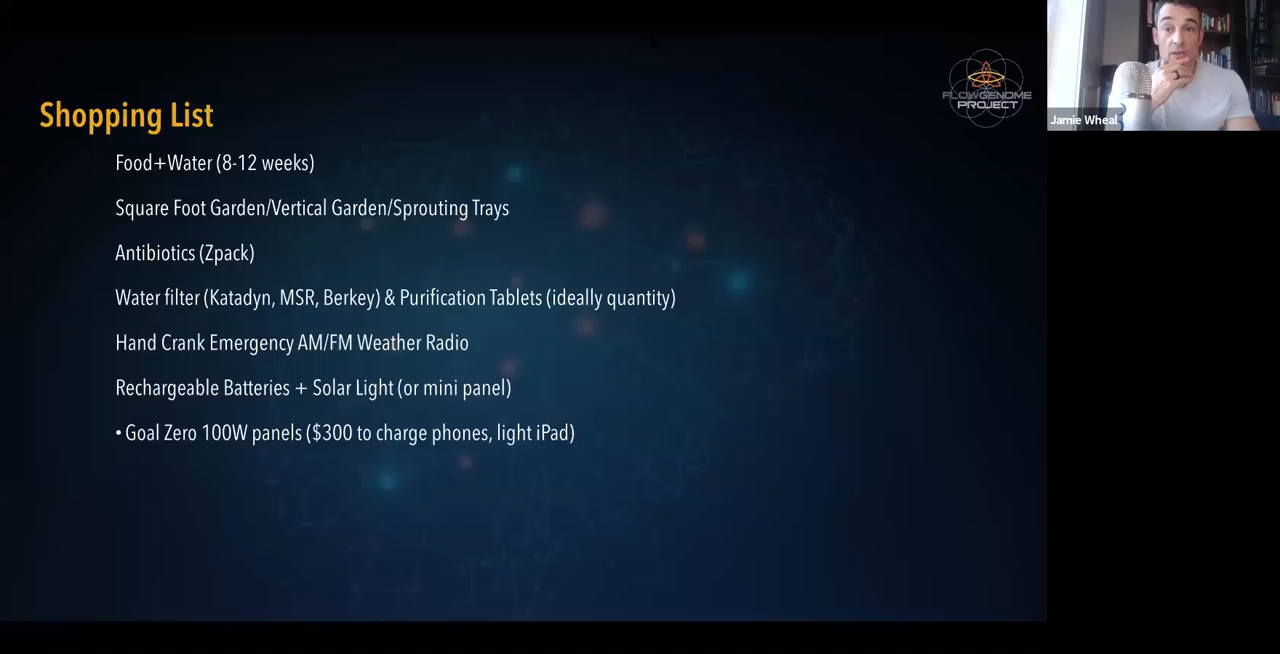 FLOWGENOME
PROJECT
Jamie Wheal
Shopping List
Food+Water (8-12 weeks)
Square Foot Garden/Vertical Garden/Sprouting Trays
Antibiotics (Zpack)
Water filter (Katadyn, MSR, Berkey) & Purification Tablets (ideally quantity)
Hand Crank Emergency AM/FM Weather Radio
Rechargeable Batteries + Solar Light (or mini panel)
• Goal Zero 100W panels ($300 to charge phones, light iPad)